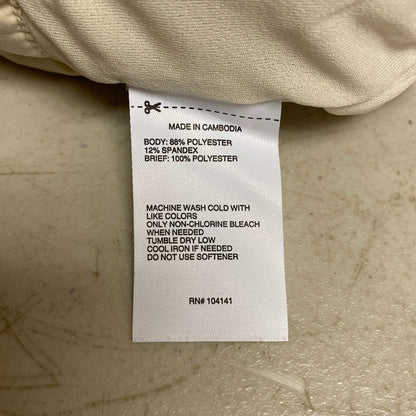 MADE IN CAMBODIA
BODY: 88% POLYESTER
12% SPANDEX
BRIEF: 100% POLYESTER
MACHINE WASH COLD WITH
LIKE COLORS
ONLY NON-CHLORINE BLEACH
WHEN NEEDED
TUMBLE DRY LOW
COOL IRON IF NEEDED
DO NOT USE SOFTENER
RN# 104141